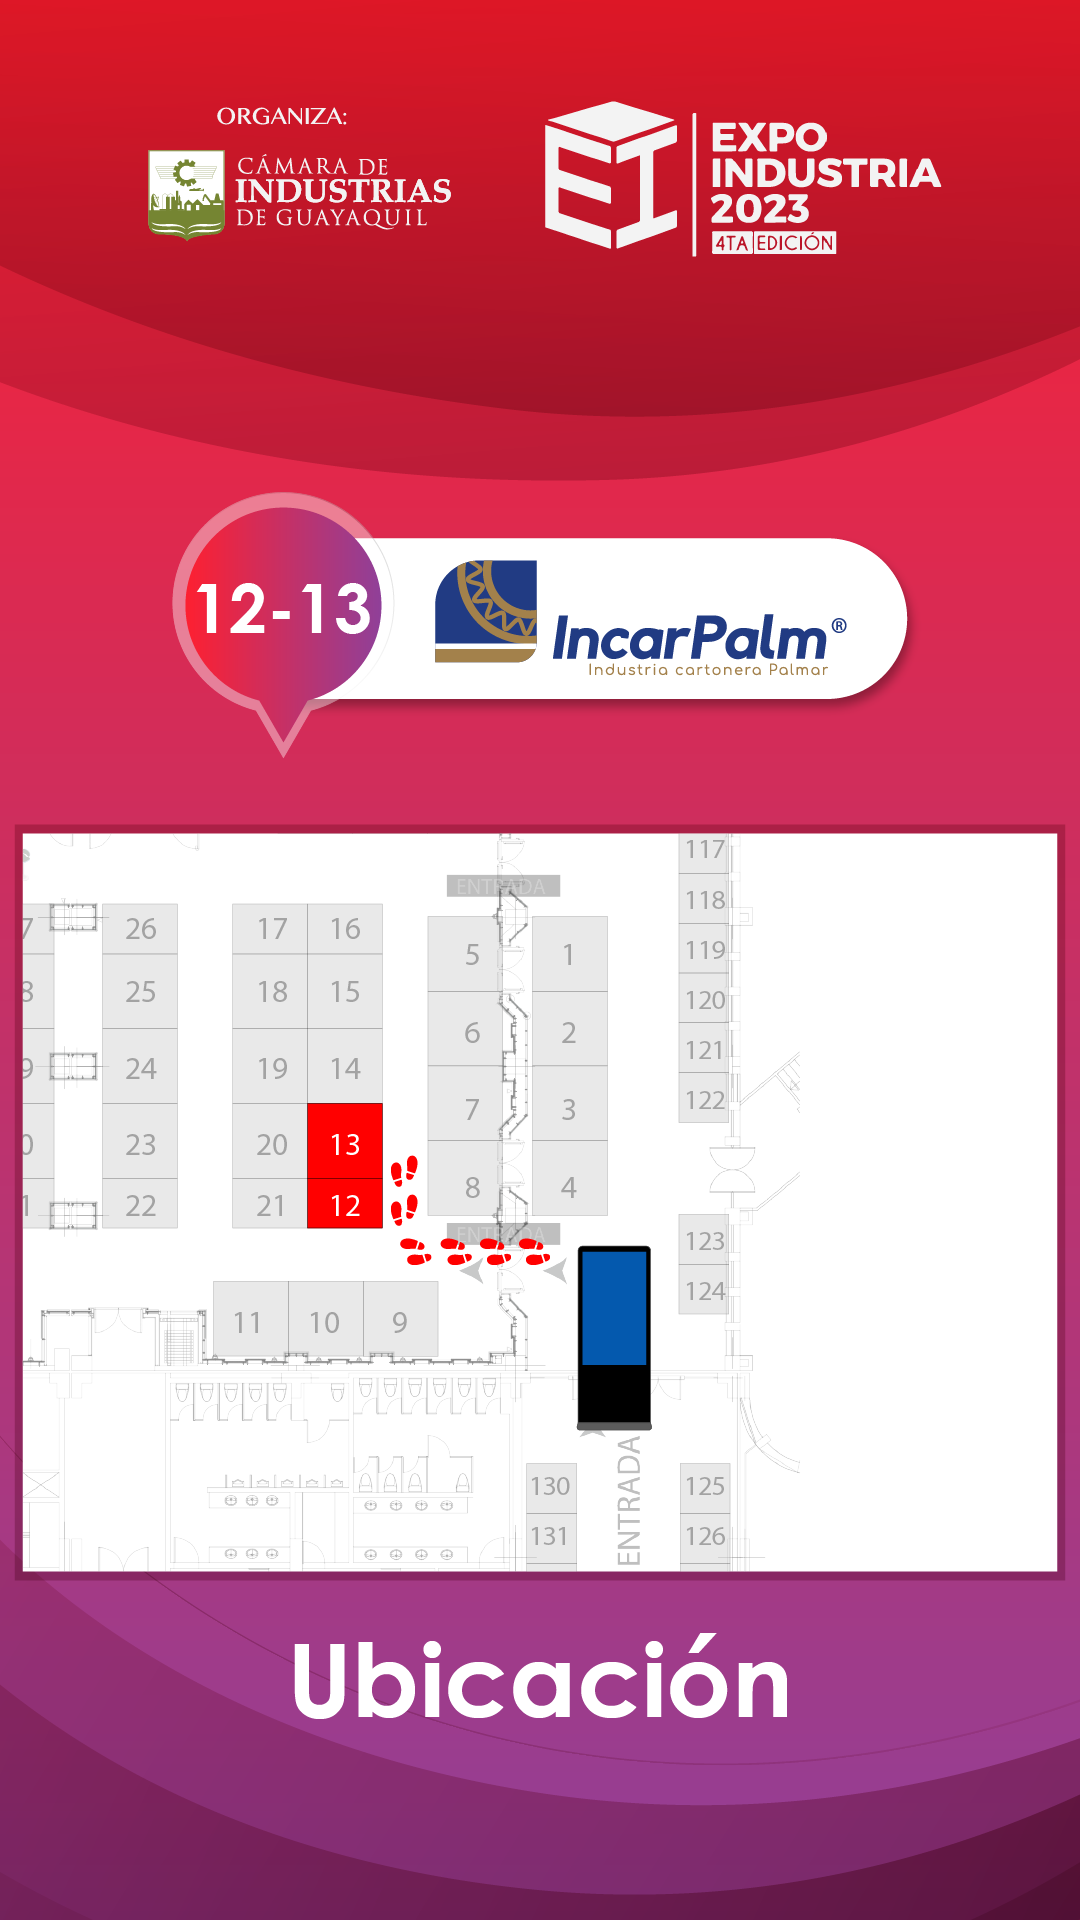 ORGANIZA:
CÁMARA DE
INDUSTRIAS
DE GUAYAQUIL
EXPO
INDUSTRIA
2023
4TA EDICIÓN
12-13
IncarPalm®
Industria cartonera Palmar
117
ENTRADA
118
7 26 17 16
5 1
119
8 25 18 15
120
6 2
121
9 24 19 14
122
7 3
0 23 20 13
8 4
1 22 21 12
ENTRADA
123
124
11 10 9
ENTRADA
130 125
131 126
Ubicación